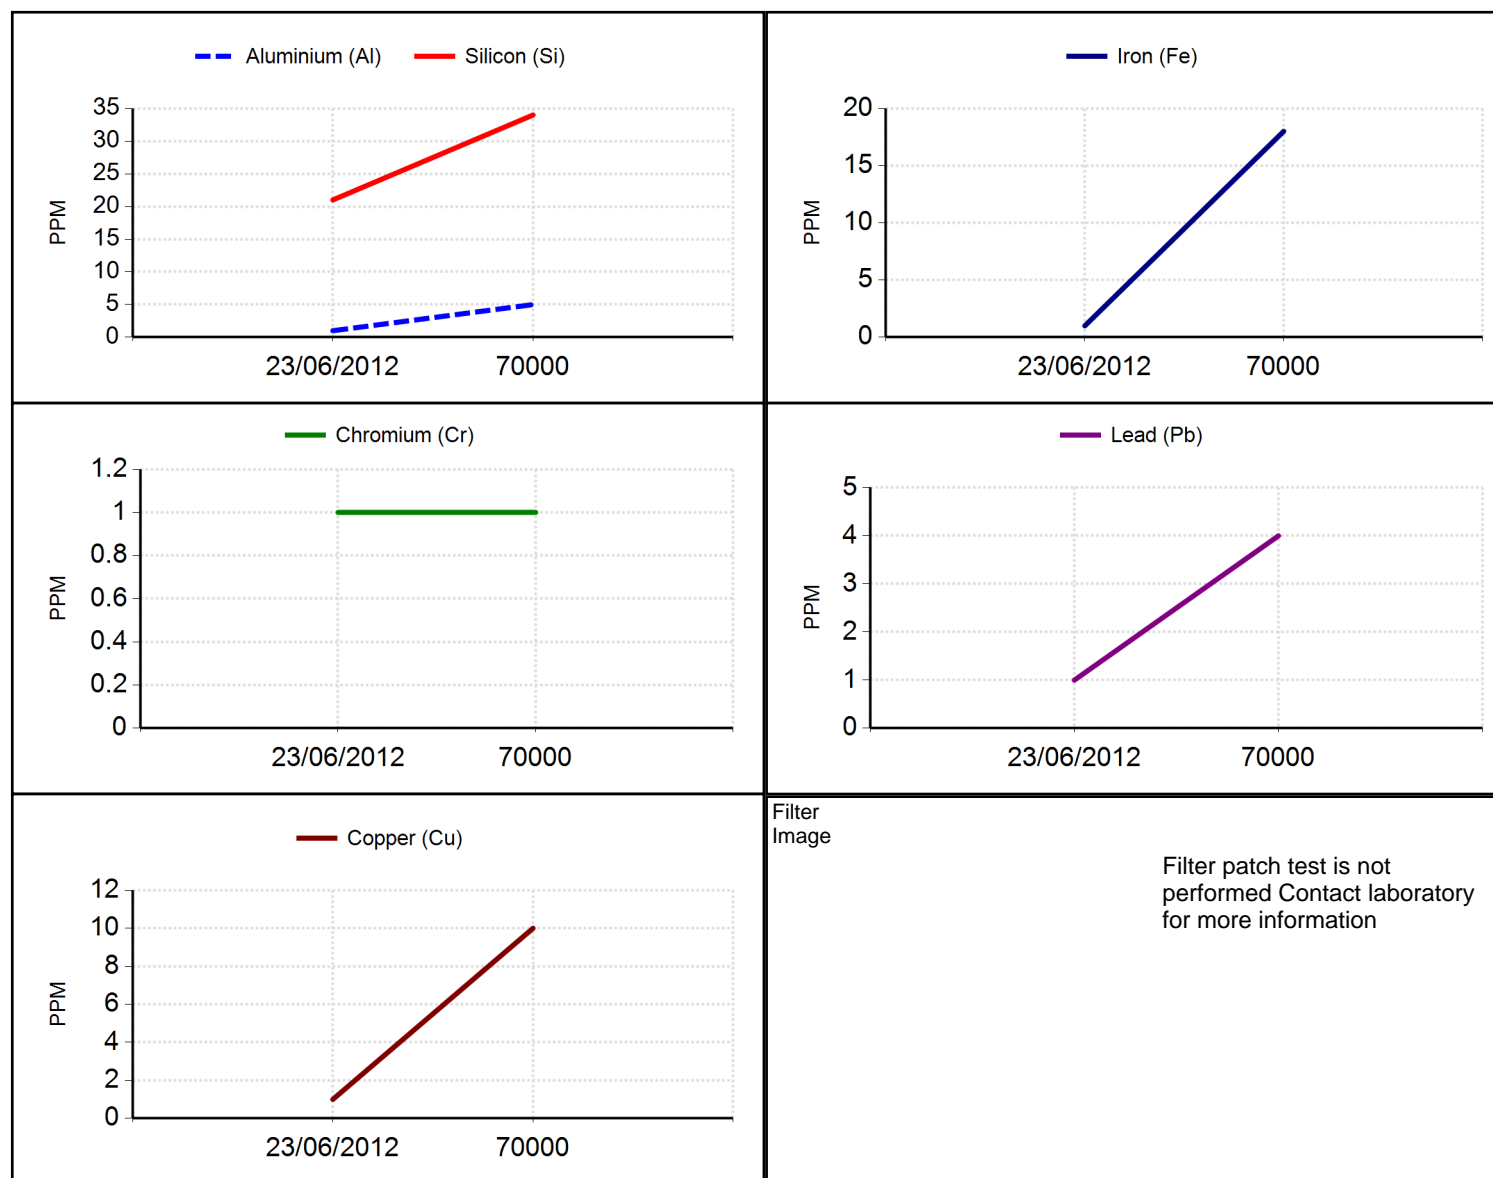 Aluminium (Al) Silicon (Si)
35
30
25
20
15
10
5
0
PPM
23/06/2012 70000
Iron (Fe)
20
15
10
5
0
PPM
23/06/2012 70000
Chromium (Cr)
1.2
1
0.8
0.6
0.4
0.2
0
PPM
23/06/2012 70000
Lead (Pb)
5
4
3
2
1
0
PPM
23/06/2012 70000
Copper (Cu)
12
10
8
6
4
2
0
PPM
23/06/2012 70000
Filter
Image
Filter patch test is not
performed Contact laboratory
for more information